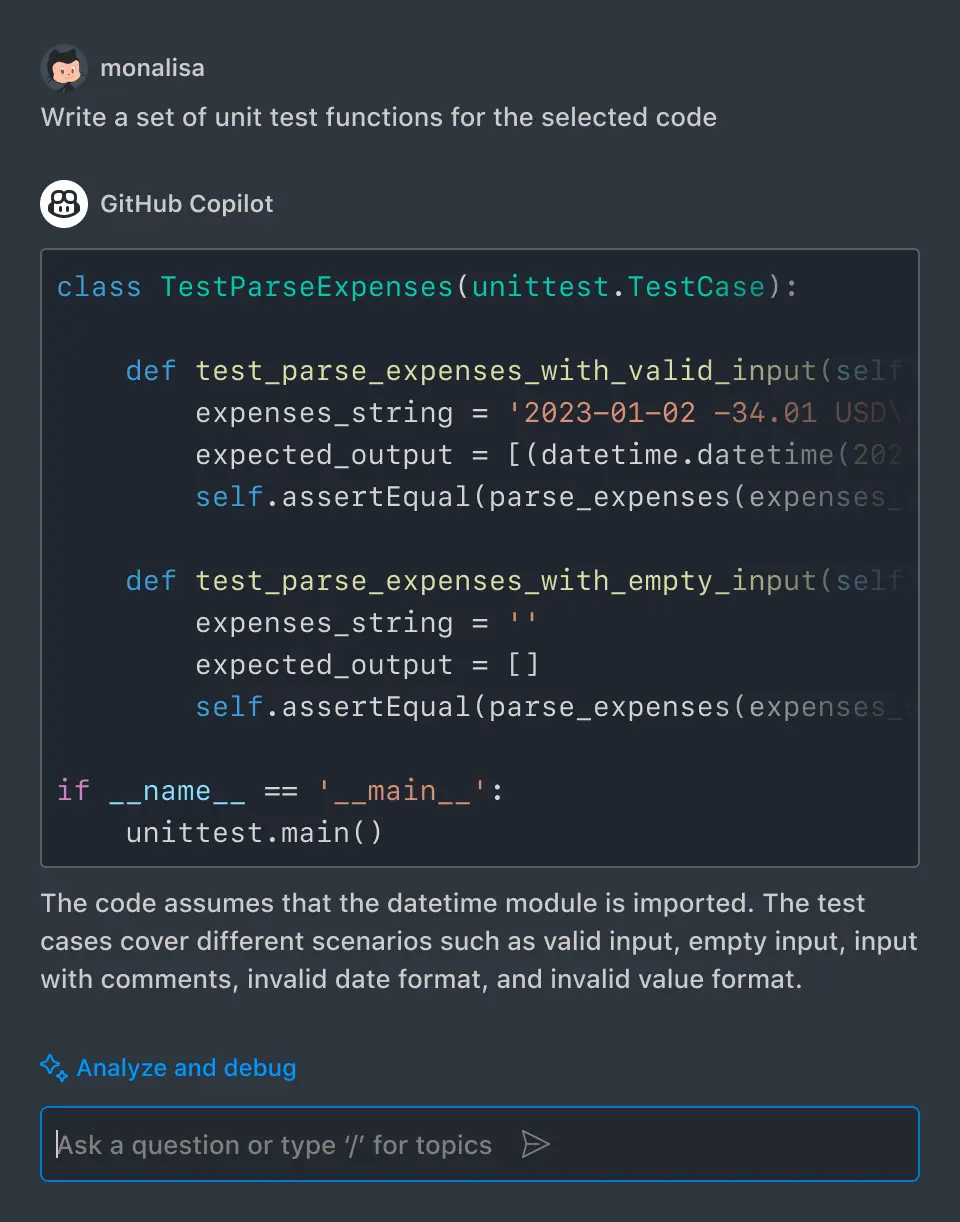 monalisa
Write a set of unit test functions for the selected code
GitHub Copilot
class TestParseExpenses(unittest.TestCase):
    def test_parse_expenses_with_valid_input(self
        expenses_string = '2023-01-02 -34.01 USD\
        expected_output = [(datetime.datetime(202
        self.assertEqual(parse_expenses(expenses_
    def test_parse_expenses_with_empty_input(self
        expenses_string = ''
        expected_output = []
        self.assertEqual(parse_expenses(expenses_
if __name__ == '__main__':
    unittest.main()
The code assumes that the datetime module is imported. The test
cases cover different scenarios such as valid input, empty input, input
with comments, invalid date format, and invalid value format.
Analyze and debug
Ask a question or type ‘/’ for topics